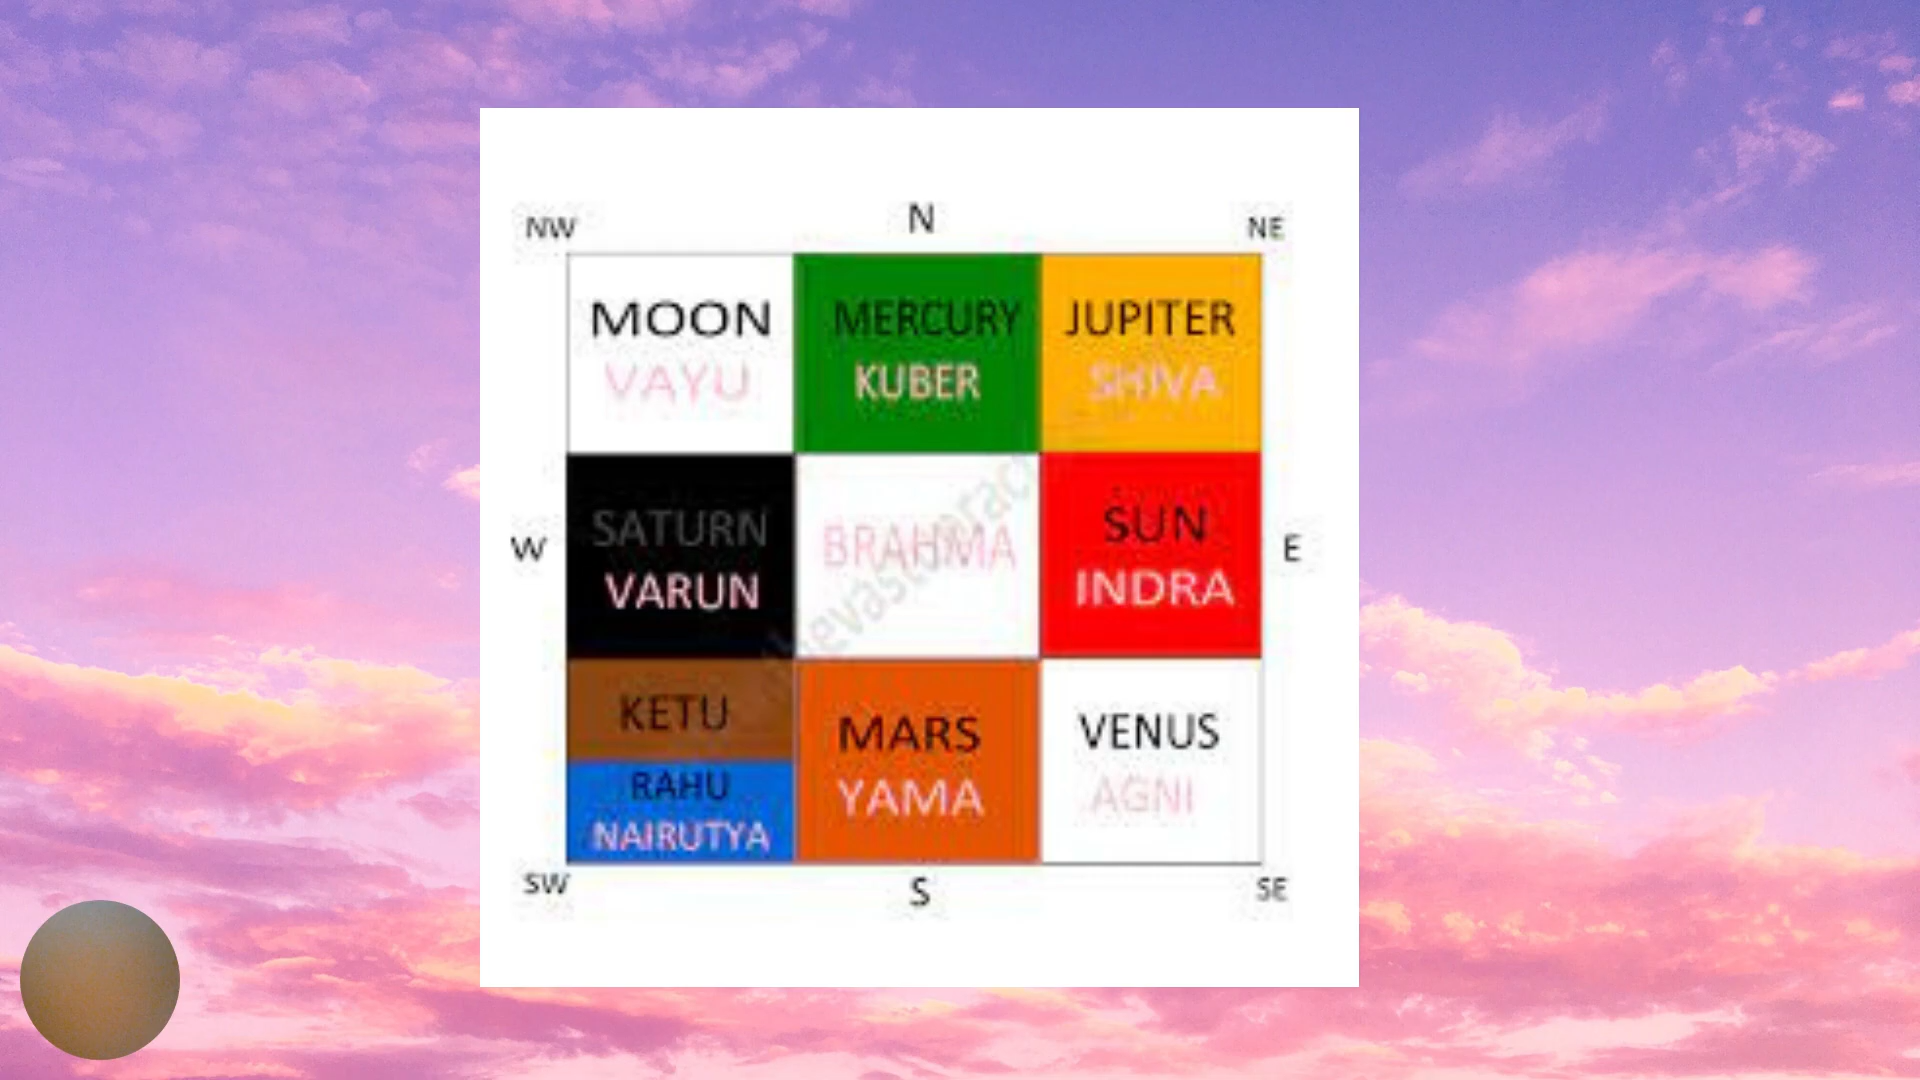 NW N NE
MOON MERCURY JUPITER
VAYU KUBER SHIVA
SATURN SUN
W BRAHMA E
VARUN INDRA
KETU MARS VENUS
RAHU YAMA AGNI
NAIRUTYA
SW S SE